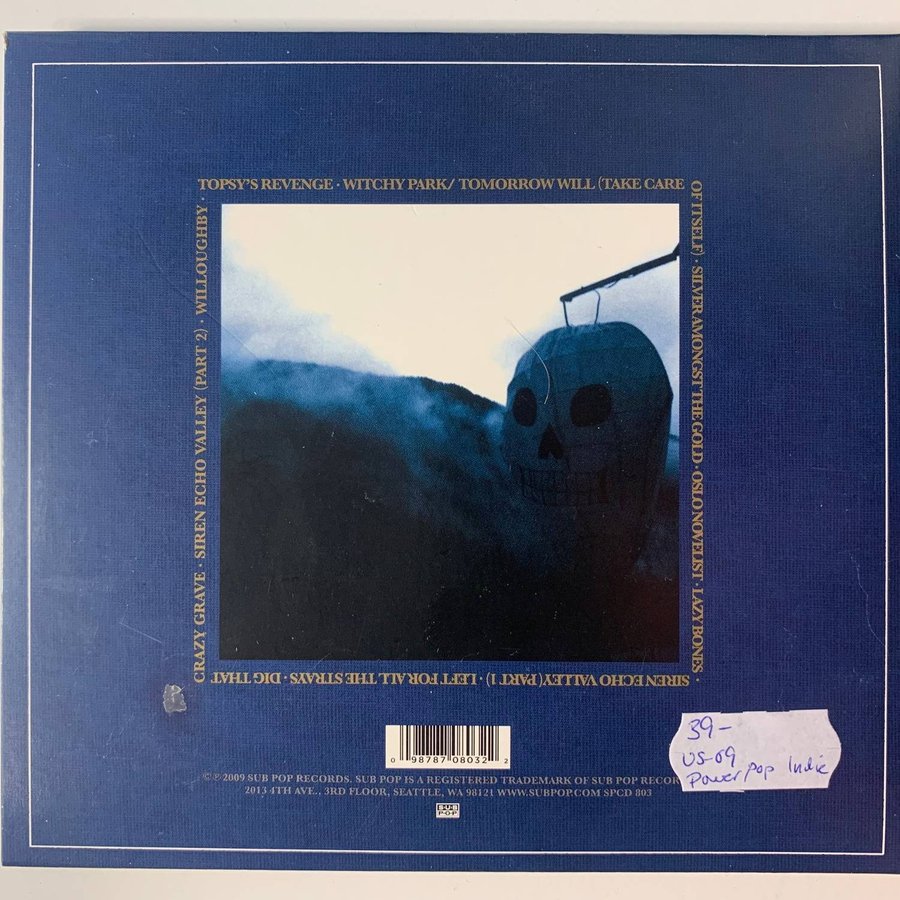 TOPSY'S REVENGE · WITCHY PARK/ TOMORROW WILL (TAKE CARE
OF ITSELF) · SILVER AMONGST THE GOLD · OSLO NOVELIST · LAZY BONES ·
SIREN ECHO VALLEY (PART 1) · LEFT FOR ALL THE STRAYS · DIG THAT
CRAZY GRAVE · SIREN ECHO VALLEY (PART 2) · WILLOUGHBY ·
0 98787 08032 2
39-
US-09
Powerpop Indie
©℗ 2009 SUB POP RECORDS. SUB POP IS A REGISTERED TRADEMARK OF SUB POP RECOR
2013 4TH AVE., 3RD FLOOR, SEATTLE, WA 98121 WWW.SUBPOP.COM SPCD 803
SUB
POP